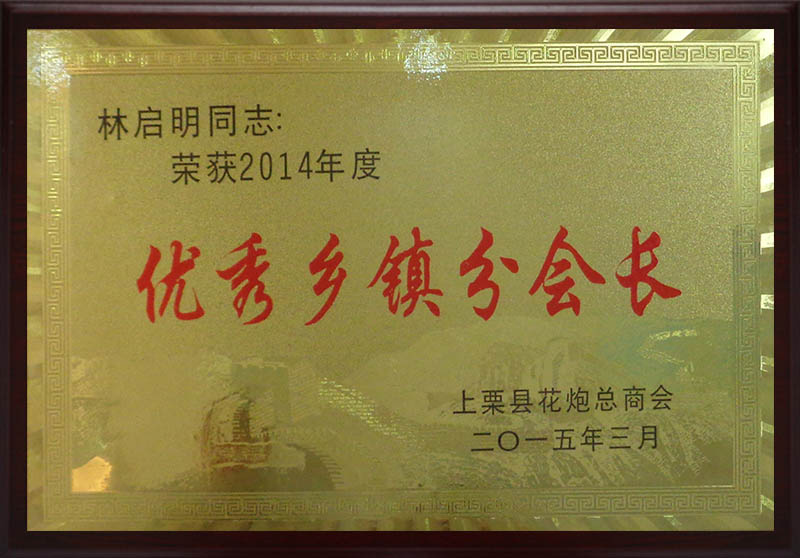 林启明同志:
荣获2014年度
优秀乡镇分会长
上栗县花炮总商会
二〇一五年三月